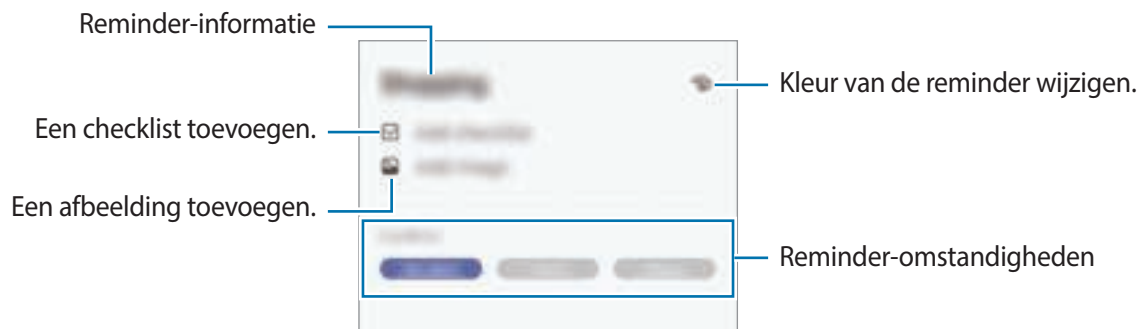 Reminder-informatie
Kleur van de reminder wijzigen.
Een checklist toevoegen.
Een afbeelding toevoegen.
Reminder-omstandigheden